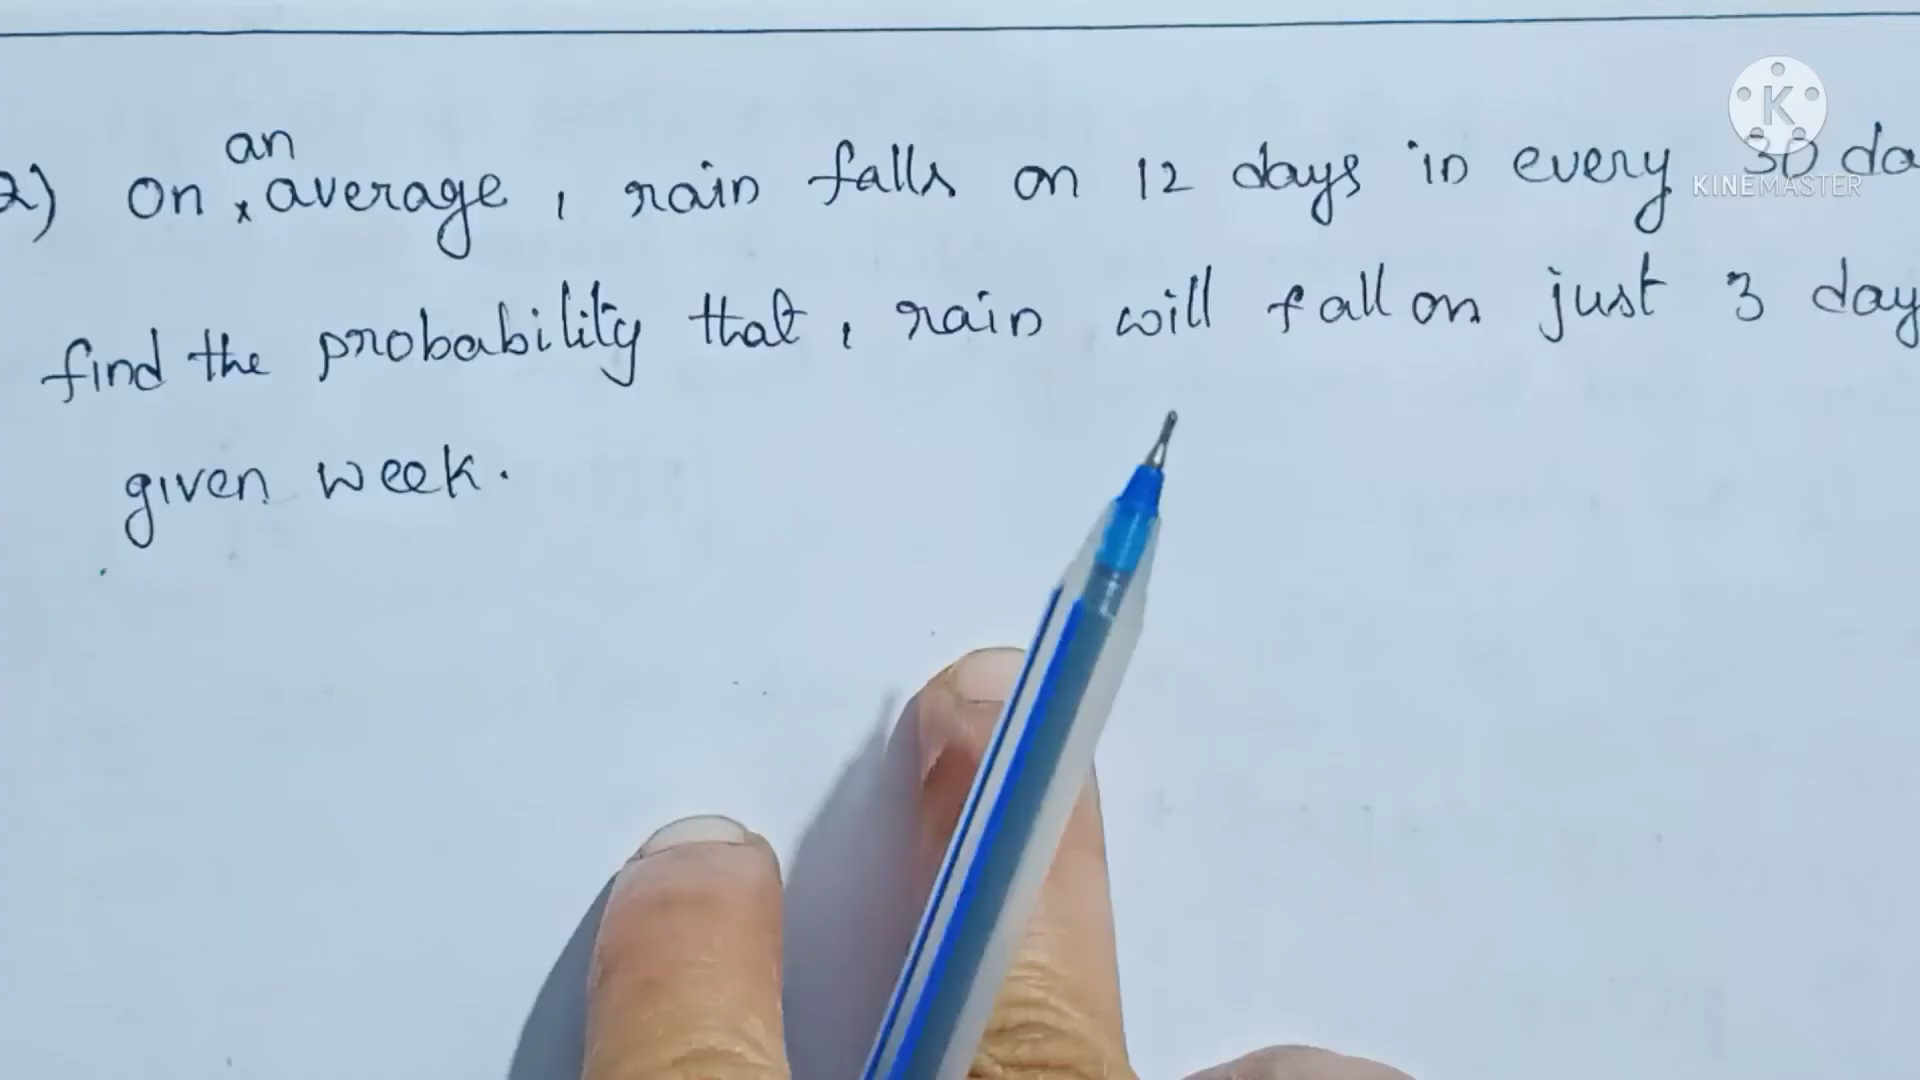 an
2) on x average, rain falls on 12 days in every 30 da
find the probability that, rain will fall on just 3 day
given week.
K
KINEMASTER